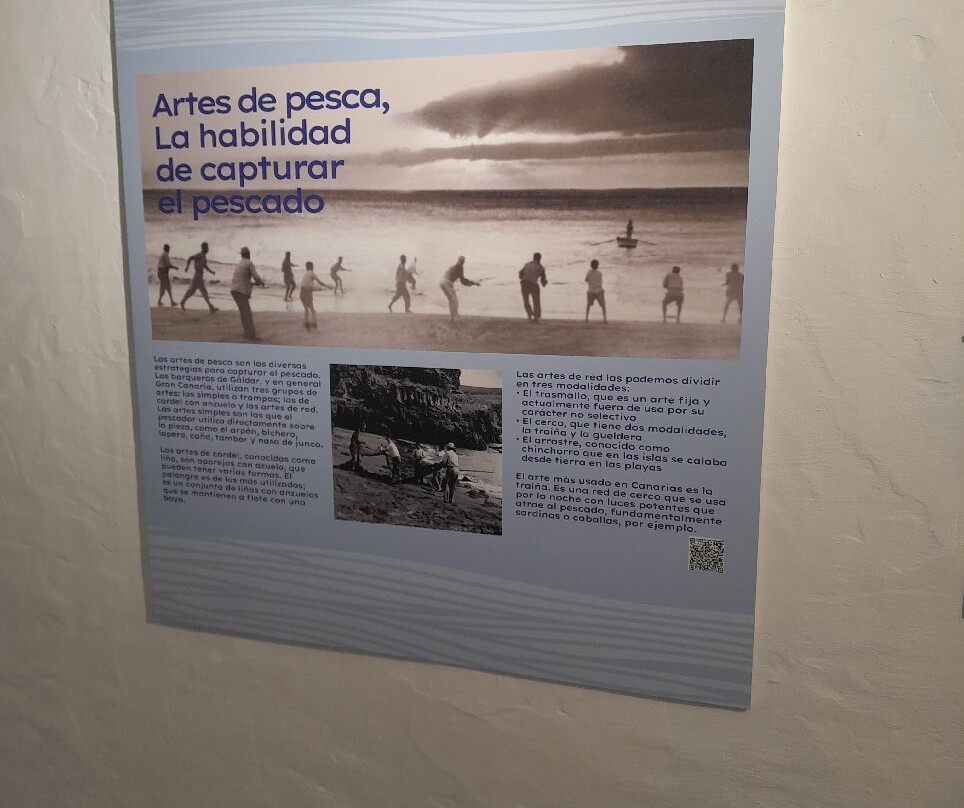 Artes de pesca,
La habilidad
de capturar
el pescado
Las artes de pesca son las diversas
estrategias para capturar el pescado.
Los barqueros de Gáldar, y en general
Gran Canaria, utilizan tres grupos de
artes: las simples o trampas; las de
cordel con anzuelo y las artes de red.
Las artes simples son las que el
pescador utiliza directamente sobre
la pieza, como el arpón, bichero,
lapero, caña, tambor y nasa de junco.
Las artes de cordel, conocidas como
liña, son aparejos con azuelo, que
pueden tener varias formas. El
palangre es de los más utilizados;
es un conjunto de liñas con anzuelos
que se mantienen a flote con una
boya.
Las artes de red las podemos dividir
en tres modalidades:
• El trasmallo, que es un arte fija y
actualmente fuera de uso por su
carácter no selectivo
• El cerco, que tiene dos modalidades,
la traíña y la gueldera
• El arrastre, conocido como
chinchorro que en las islas se calaba
desde tierra en las playas
El arte más usado en Canarias es la
traíña. Es una red de cerco que se usa
por la noche con luces potentes que
atrae al pescado, fundamentalmente
sardinas o caballas, por ejemplo.